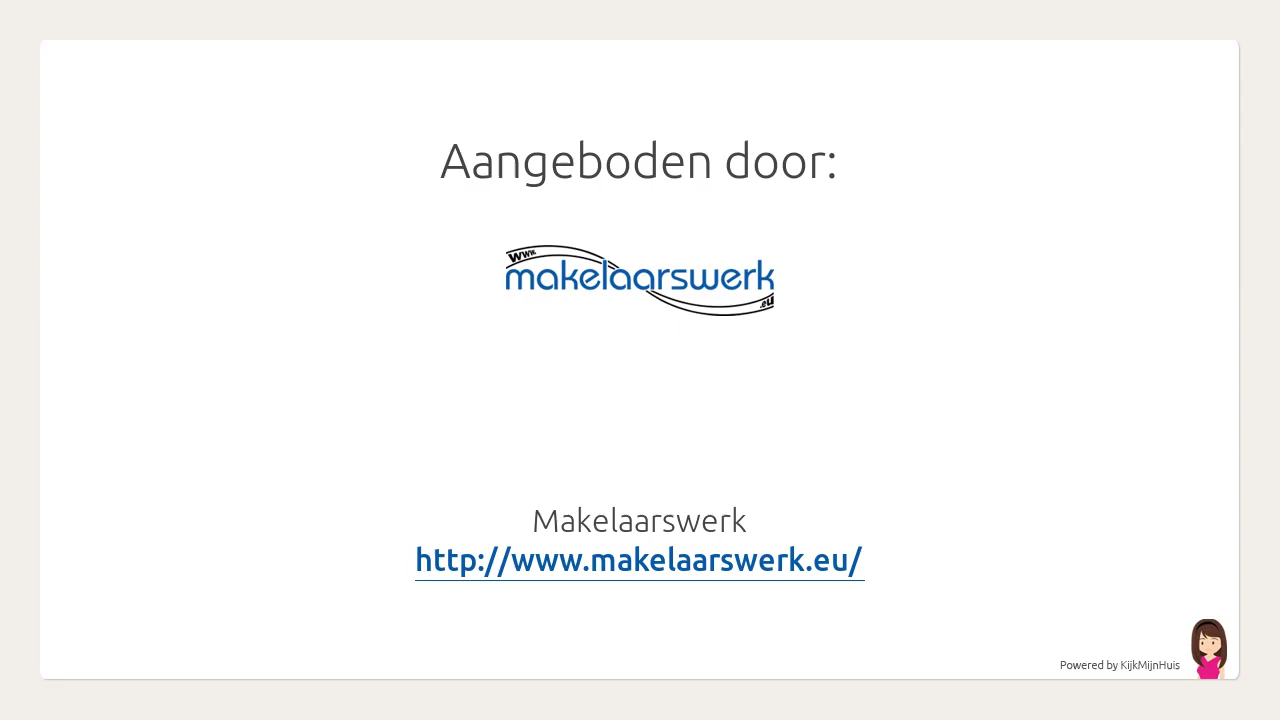 Aangeboden door:
www
makelaarswerk
.eu
Makelaarswerk
http://www.makelaarswerk.eu/
Powered by KijkMijnHuis